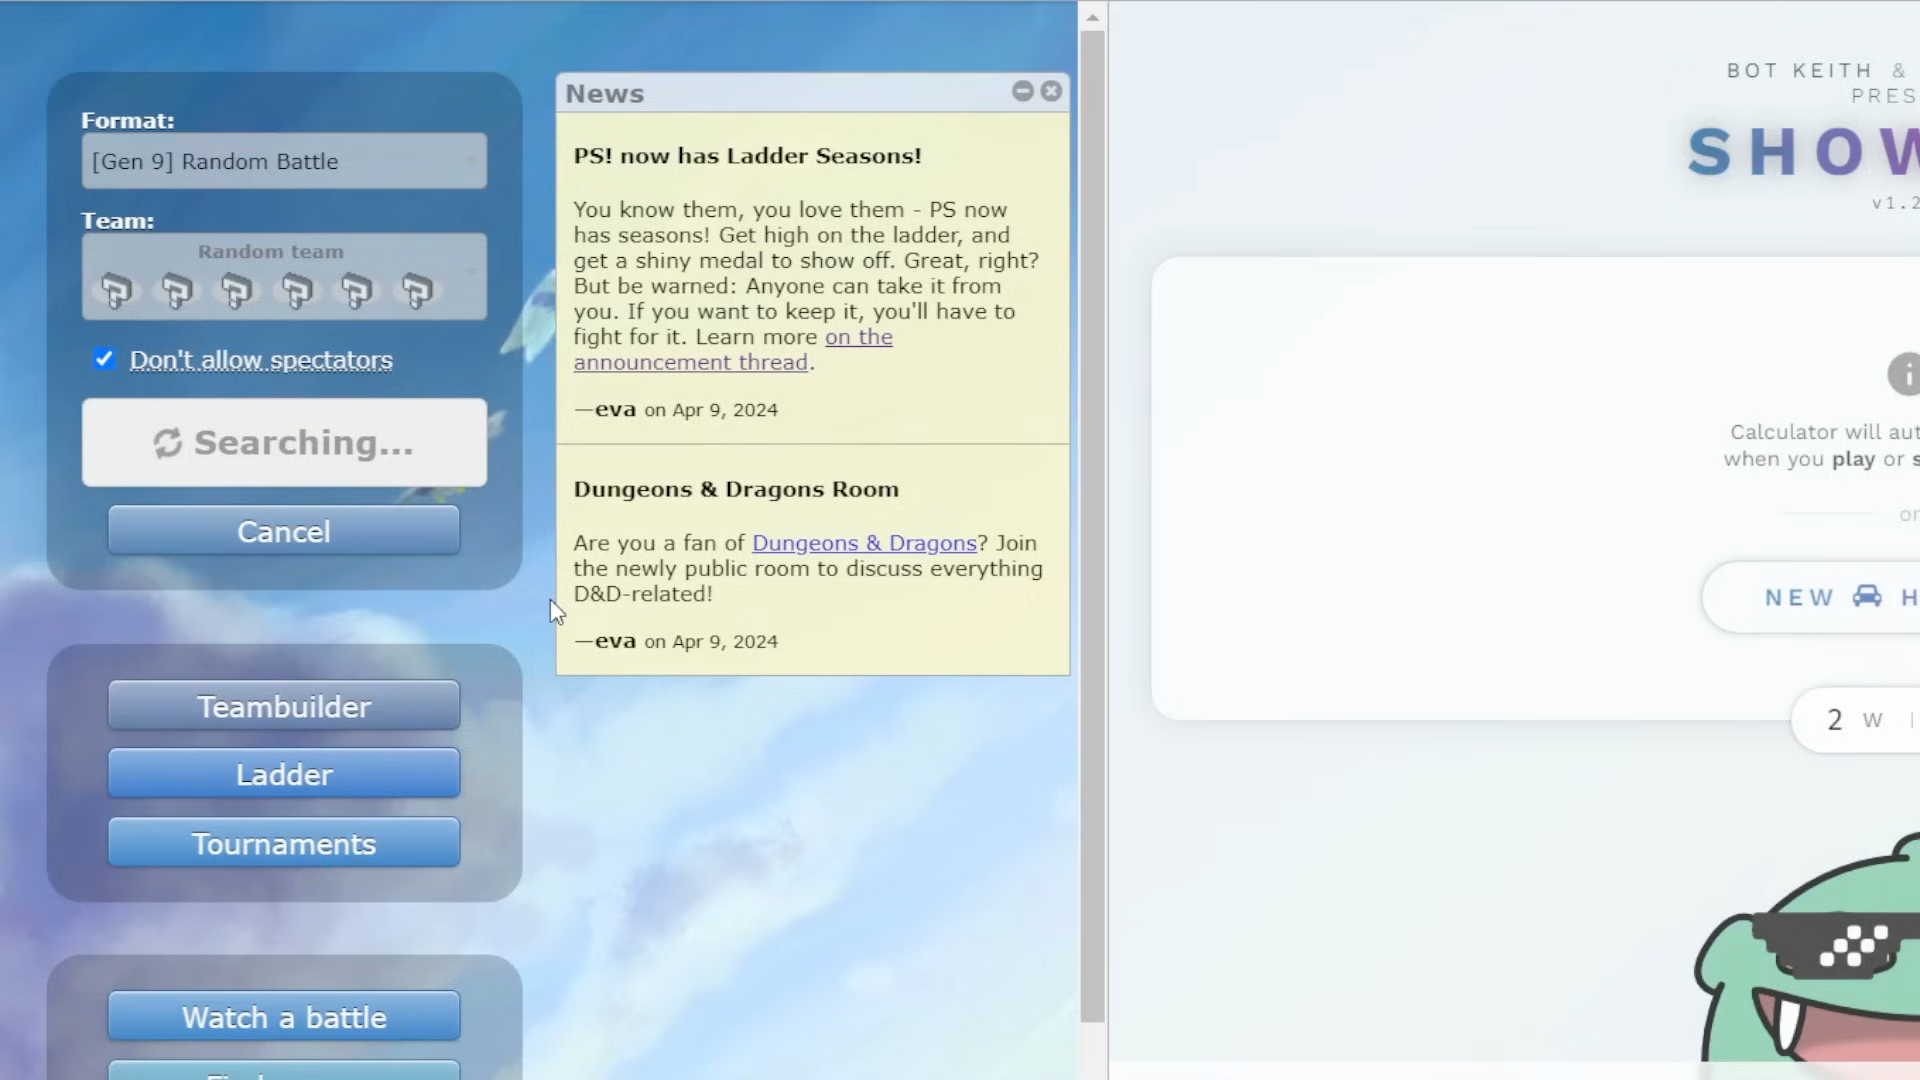 Format:
[Gen 9] Random Battle
Team:
Random team
Don't allow spectators
Searching...
Cancel
Teambuilder
Ladder
Tournaments
Watch a battle
News
PS! now has Ladder Seasons!
You know them, you love them - PS now
has seasons! Get high on the ladder, and
get a shiny medal to show off. Great, right?
But be warned: Anyone can take it from
you. If you want to keep it, you'll have to
fight for it. Learn more on the
announcement thread.
—eva on Apr 9, 2024
Dungeons & Dragons Room
Are you a fan of Dungeons & Dragons? Join
the newly public room to discuss everything
D&D-related!
—eva on Apr 9, 2024
BOT KEITH &
PRES
SHOW
v1.2
Calculator will aut
when you play or s
or
NEW H
2 W I